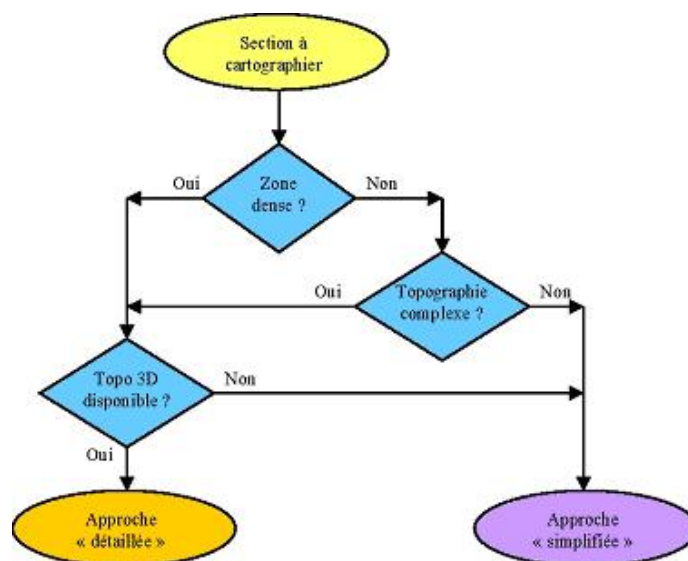 Section à
cartographier
Oui
Zone
dense ?
Non
Oui
Topographie
complexe ?
Non
Topo 3D
disponible ?
Non
Oui
Approche
« détaillée »
Approche
« simplifiée »